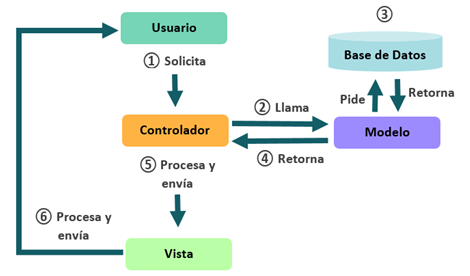 Usuario
① Solicita
③
Base de Datos
Pide
Retorna
② Llama
Controlador
Modelo
④ Retorna
⑤ Procesa y
envía
⑥ Procesa y
envía
Vista